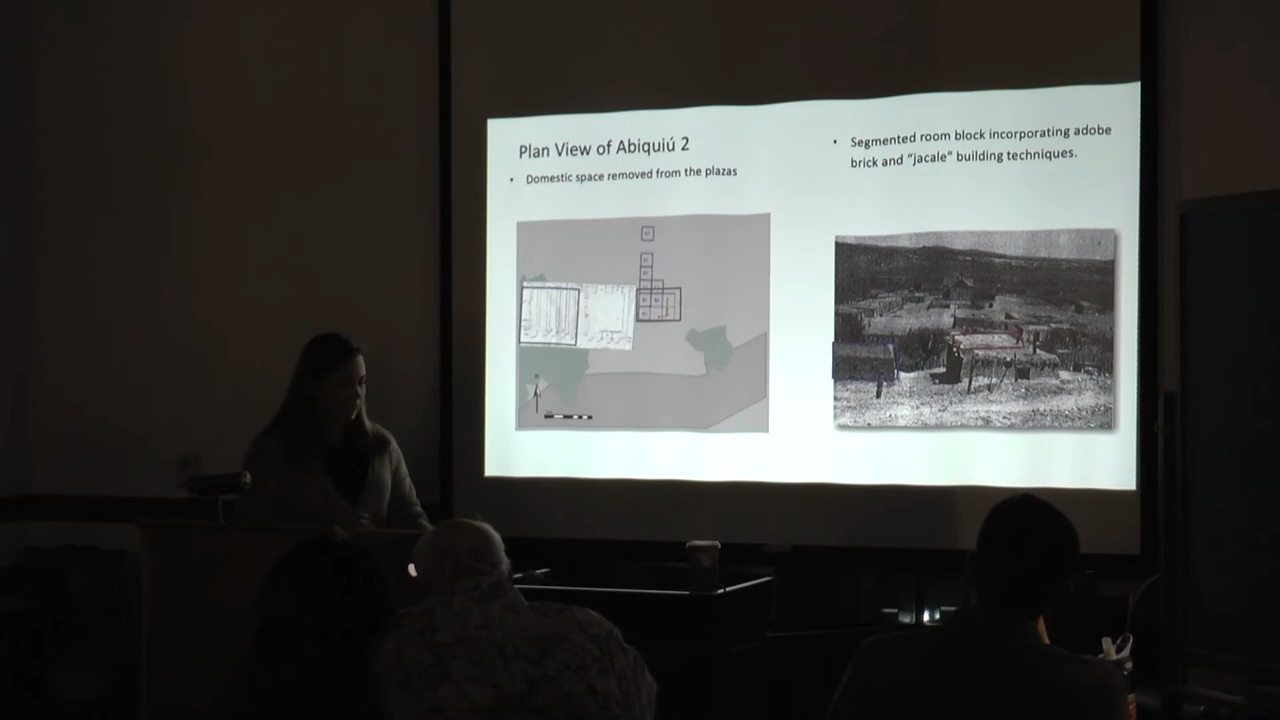 Plan View of Abiquiú 2
• Domestic space removed from the plazas
• Segmented room block incorporating adobe
brick and “jacale” building techniques.